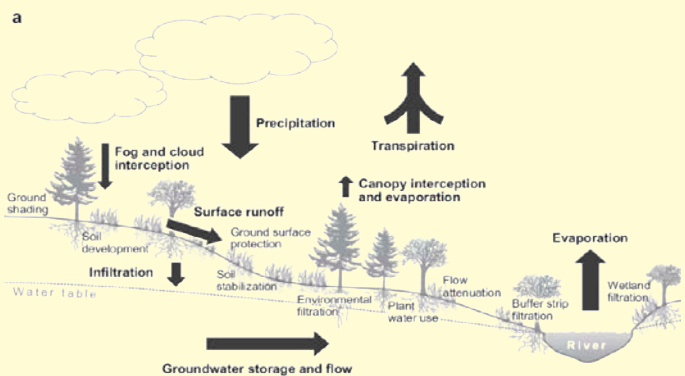 a
Precipitation
Transpiration
Fog and cloud
interception
Canopy interception
and evaporation
Ground
shading
Surface runoff
Ground surface
protection
Soil
development
Evaporation
Infiltration
Soil
stabilization
Flow
attenuation
Wetland
filtration
Water table
Environmental
filtration
Plant
water use
Buffer strip
filtration
River
Groundwater storage and flow